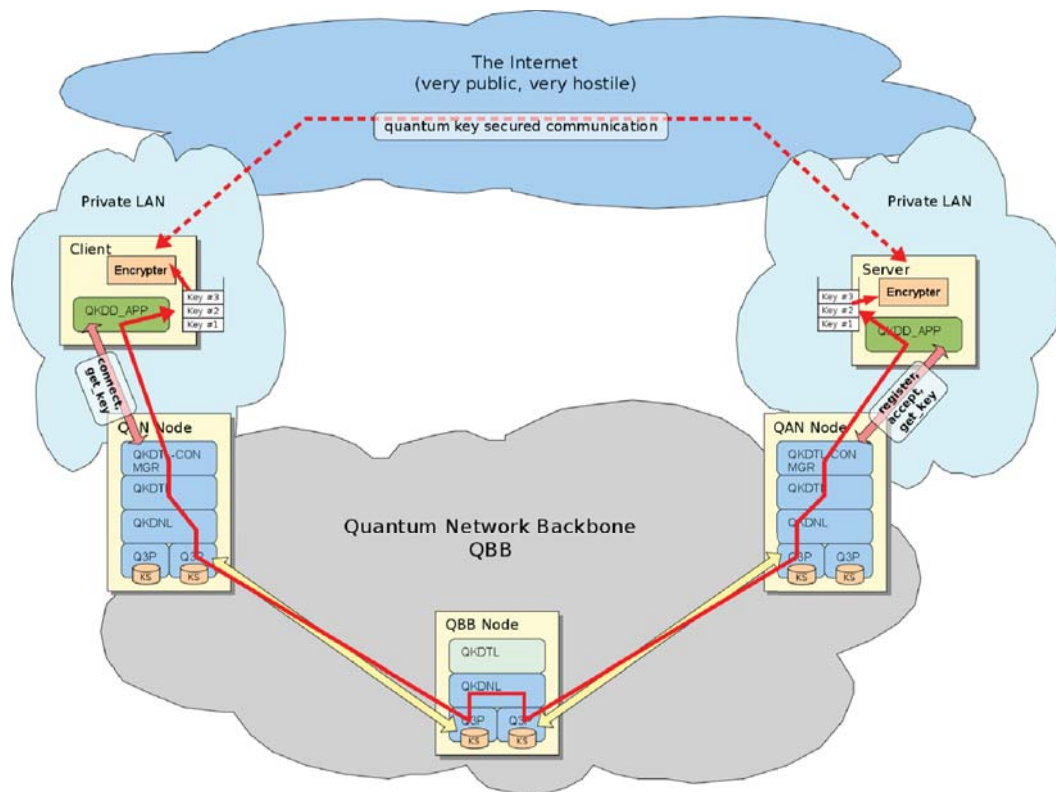 The Internet
(very public, very hostile)
quantum key secured communication
Private LAN
Client
Encrypter
Key #3
Key #2
Key #1
QKDD_APP
connect,
get_key
Private LAN
Server
Encrypter
Key #3
Key #2
Key #1
QKDD_APP
register,
accept,
get_key
QAN Node
QKDTL-CON
MGR
QKDTL
QKDNL
Q3P
Q3P
KS
KS
QAN Node
QKDTL-CON
MGR
QKDTL
QKDNL
Q3P
Q3P
KS
KS
Quantum Network Backbone
QBB
QBB Node
QKDTL
QKDNL
Q3P
Q3P
KS
KS